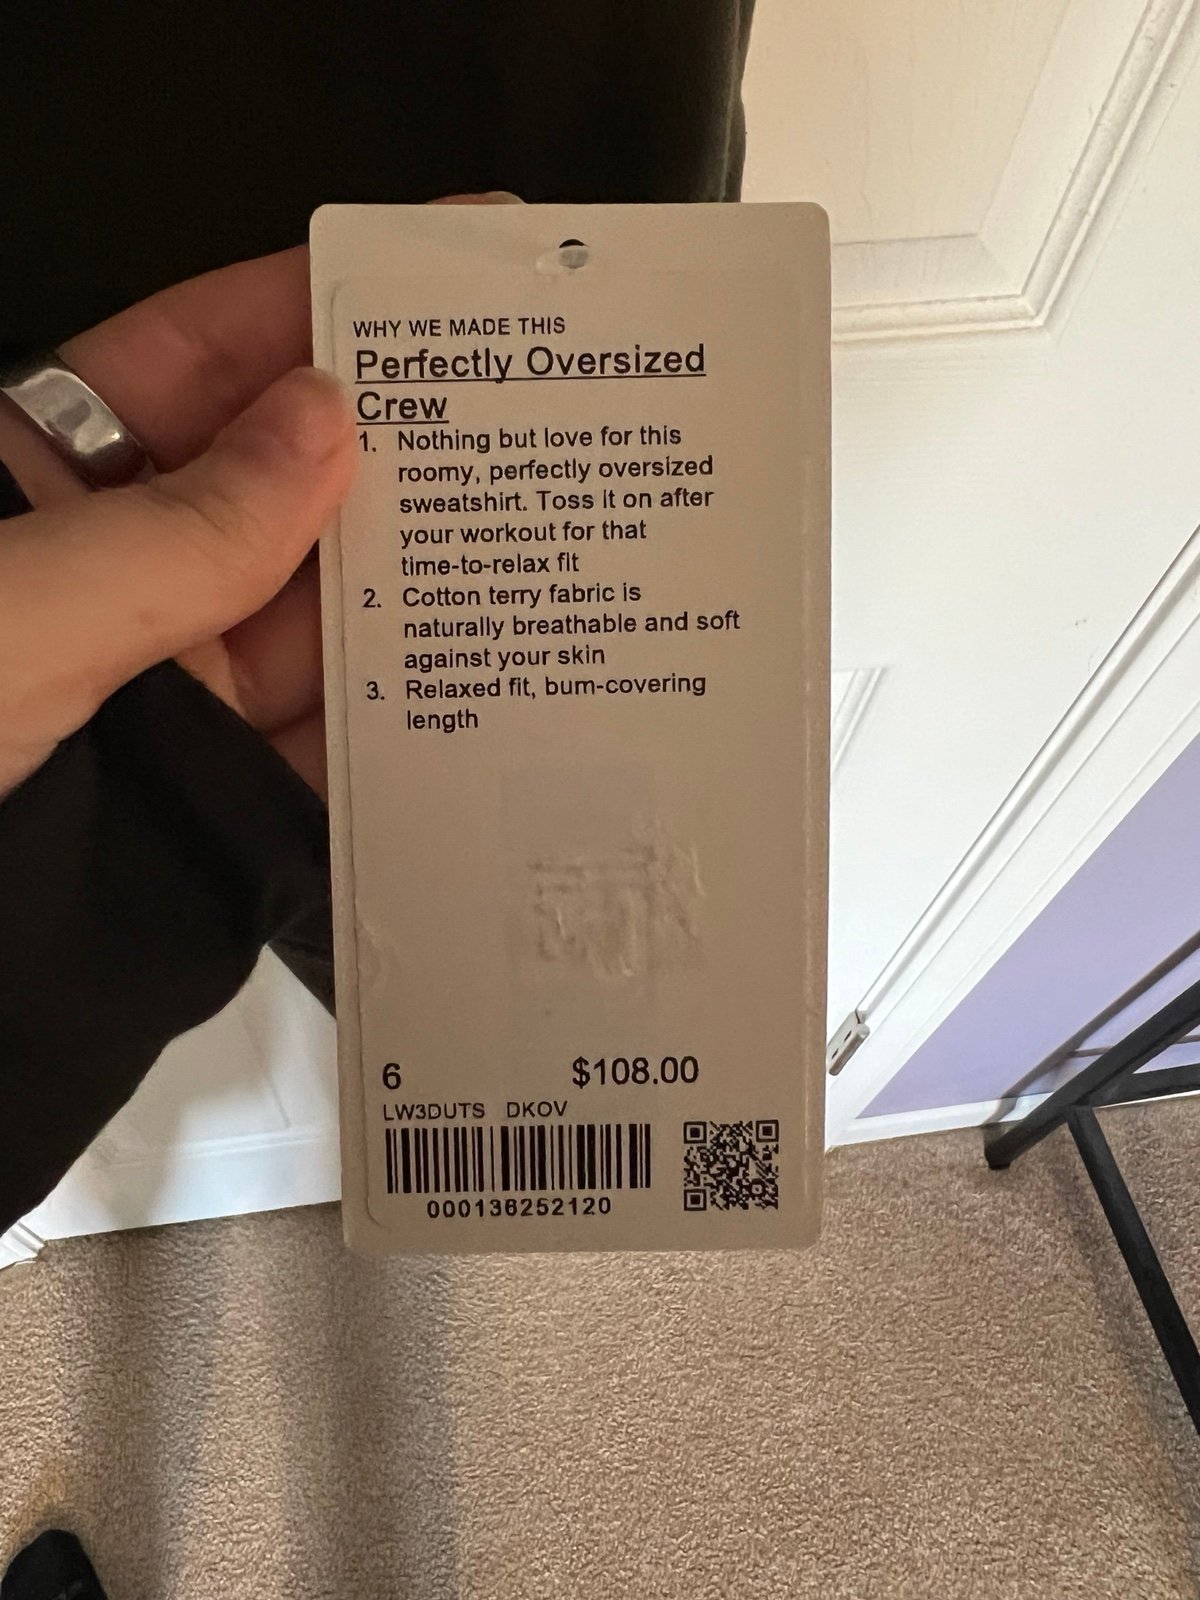 WHY WE MADE THIS
Perfectly Oversized
Crew
1. Nothing but love for this
roomy, perfectly oversized
sweatshirt. Toss it on after
your workout for that
time-to-relax fit
2. Cotton terry fabric is
naturally breathable and soft
against your skin
3. Relaxed fit, bum-covering
length
6 $108.00
LW3DUTS DKOV
000136252120